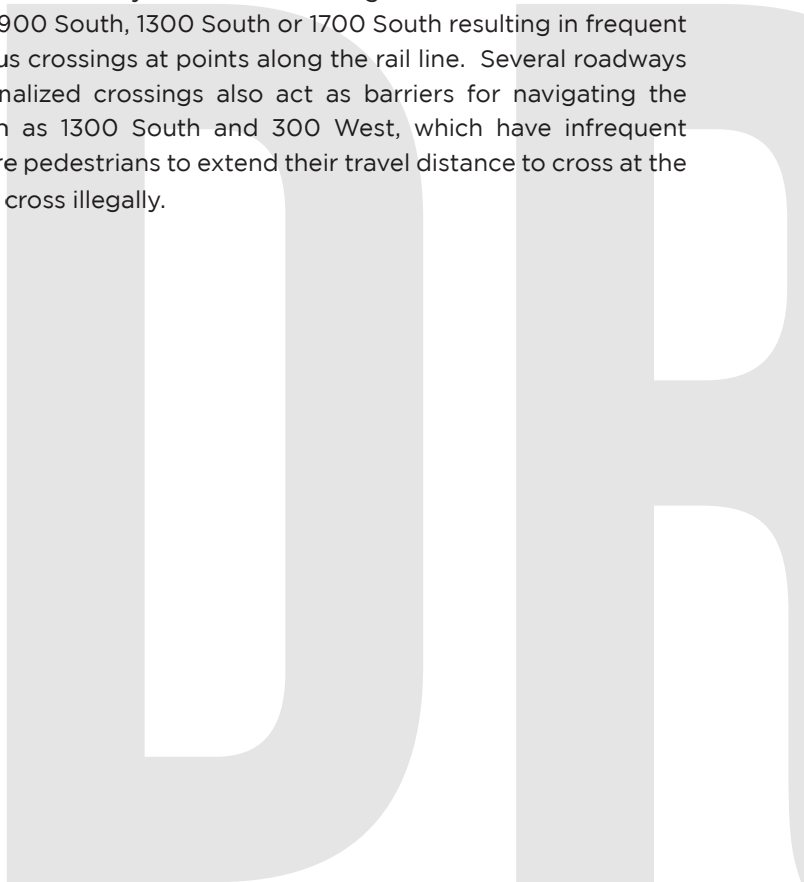 900 South, 1300 South or 1700 South resulting in frequent
us crossings at points along the rail line. Several roadways
nalized crossings also act as barriers for navigating the
as 1300 South and 300 West, which have infrequent
re pedestrians to extend their travel distance to cross at the
cross illegally.
DR